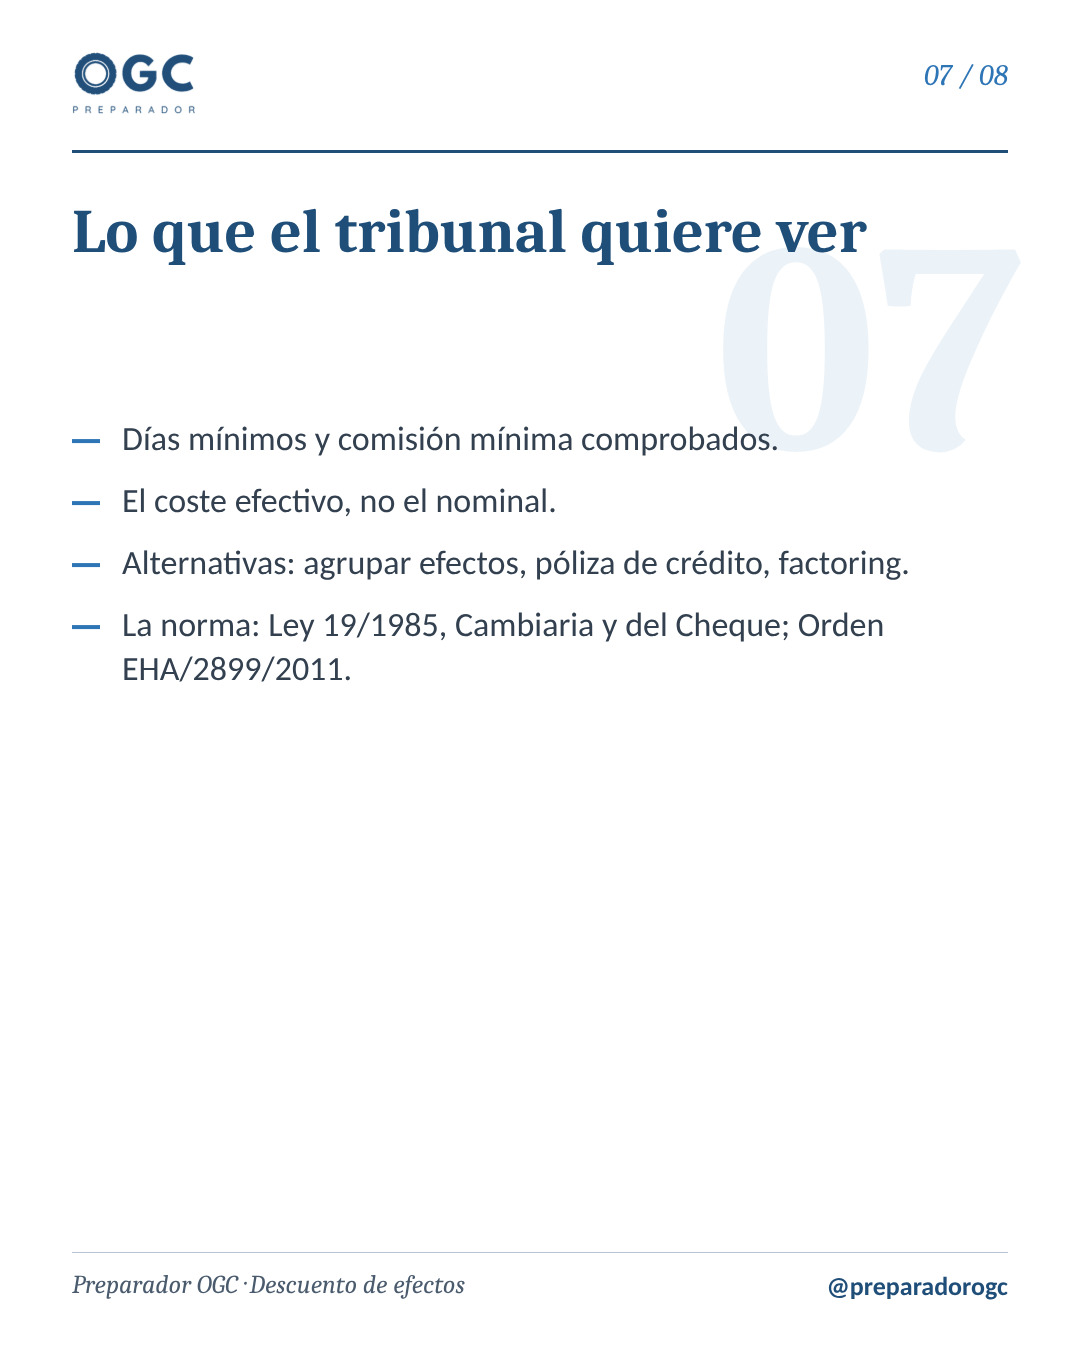 OGC
PREPARADOR
07 / 08
Lo que el tribunal quiere ver
07
— Días mínimos y comisión mínima comprobados.
— El coste efectivo, no el nominal.
— Alternativas: agrupar efectos, póliza de crédito, factoring.
— La norma: Ley 19/1985, Cambiaria y del Cheque; Orden
EHA/2899/2011.
Preparador OGC · Descuento de efectos
@preparadorogc